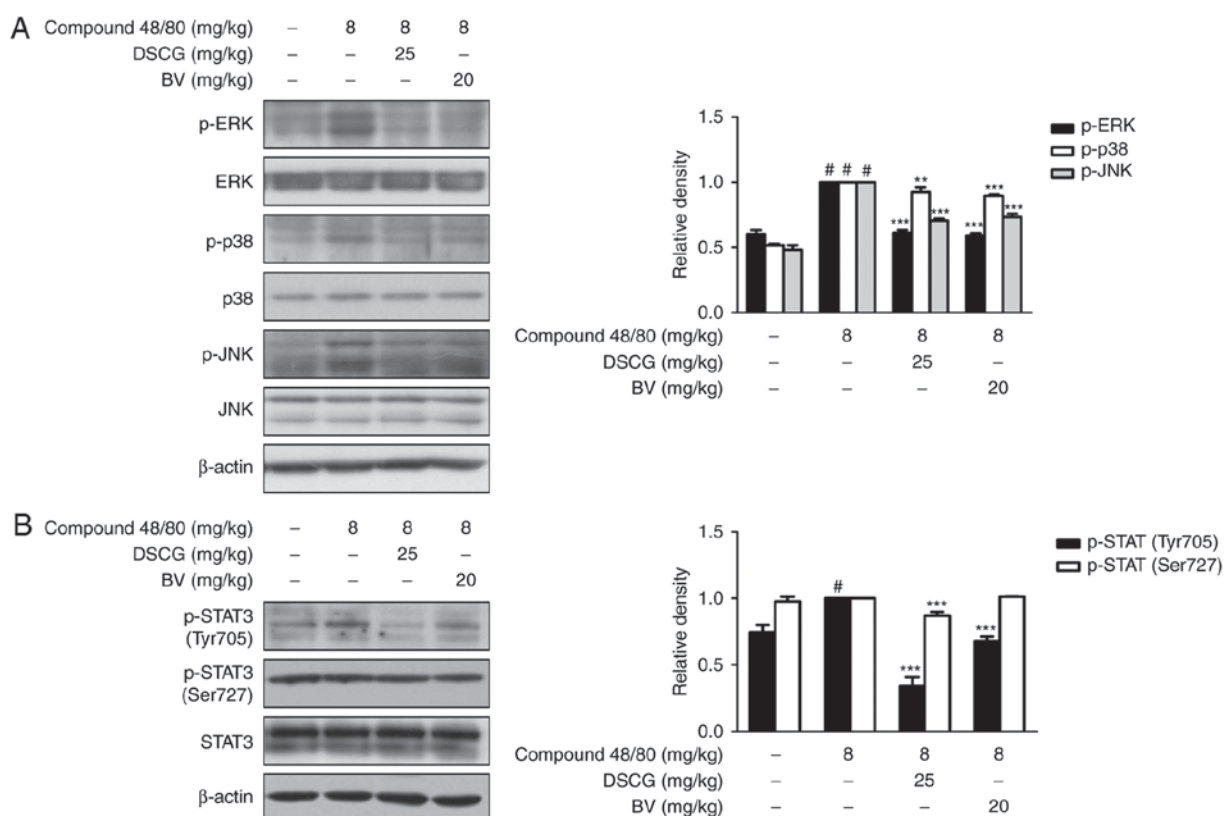 A
Compound 48/80 (mg/kg) – 8 8 8
DSCG (mg/kg) – – 25 –
BV (mg/kg) – – – 20
p-ERK
ERK
p-p38
p38
p-JNK
JNK
β-actin
1.5
1.0
0.5
0.0
Relative density
# # #
*** ** ***
*** *** ***
p-ERK
p-p38
p-JNK
Compound 48/80 (mg/kg) – 8 8 8
DSCG (mg/kg) – – 25 –
BV (mg/kg) – – – 20
B
Compound 48/80 (mg/kg) – 8 8 8
DSCG (mg/kg) – – 25 –
BV (mg/kg) – – – 20
p-STAT3
(Tyr705)
p-STAT3
(Ser727)
STAT3
β-actin
1.5
1.0
0.5
0.0
Relative density
#
*** ***
***
p-STAT (Tyr705)
p-STAT (Ser727)
Compound 48/80 (mg/kg) – 8 8 8
DSCG (mg/kg) – – 25 –
BV (mg/kg) – – – 20